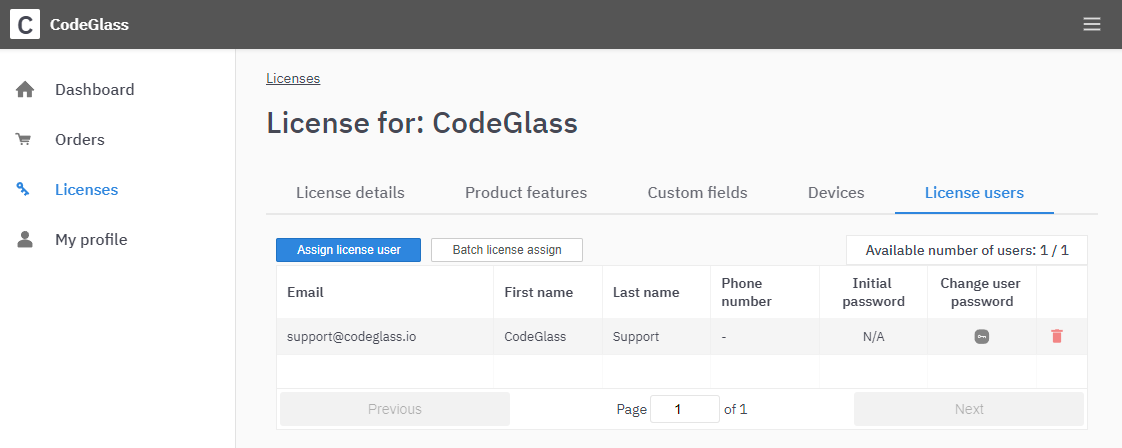 C CodeGlass
Dashboard
Orders
Licenses
My profile
Licenses
License for: CodeGlass
License details Product features Custom fields Devices License users
Assign license user Batch license assign Available number of users: 1 / 1
Email First name Last name Phone number Initial password Change user password
support@codeglass.io CodeGlass Support - N/A
Previous Page 1 of 1 Next